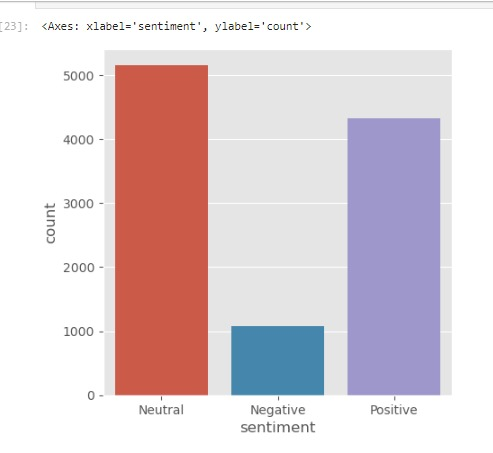 [23]: <Axes: xlabel='sentiment', ylabel='count'>
5000
4000
3000
2000
1000
0
count
Neutral Negative Positive
sentiment